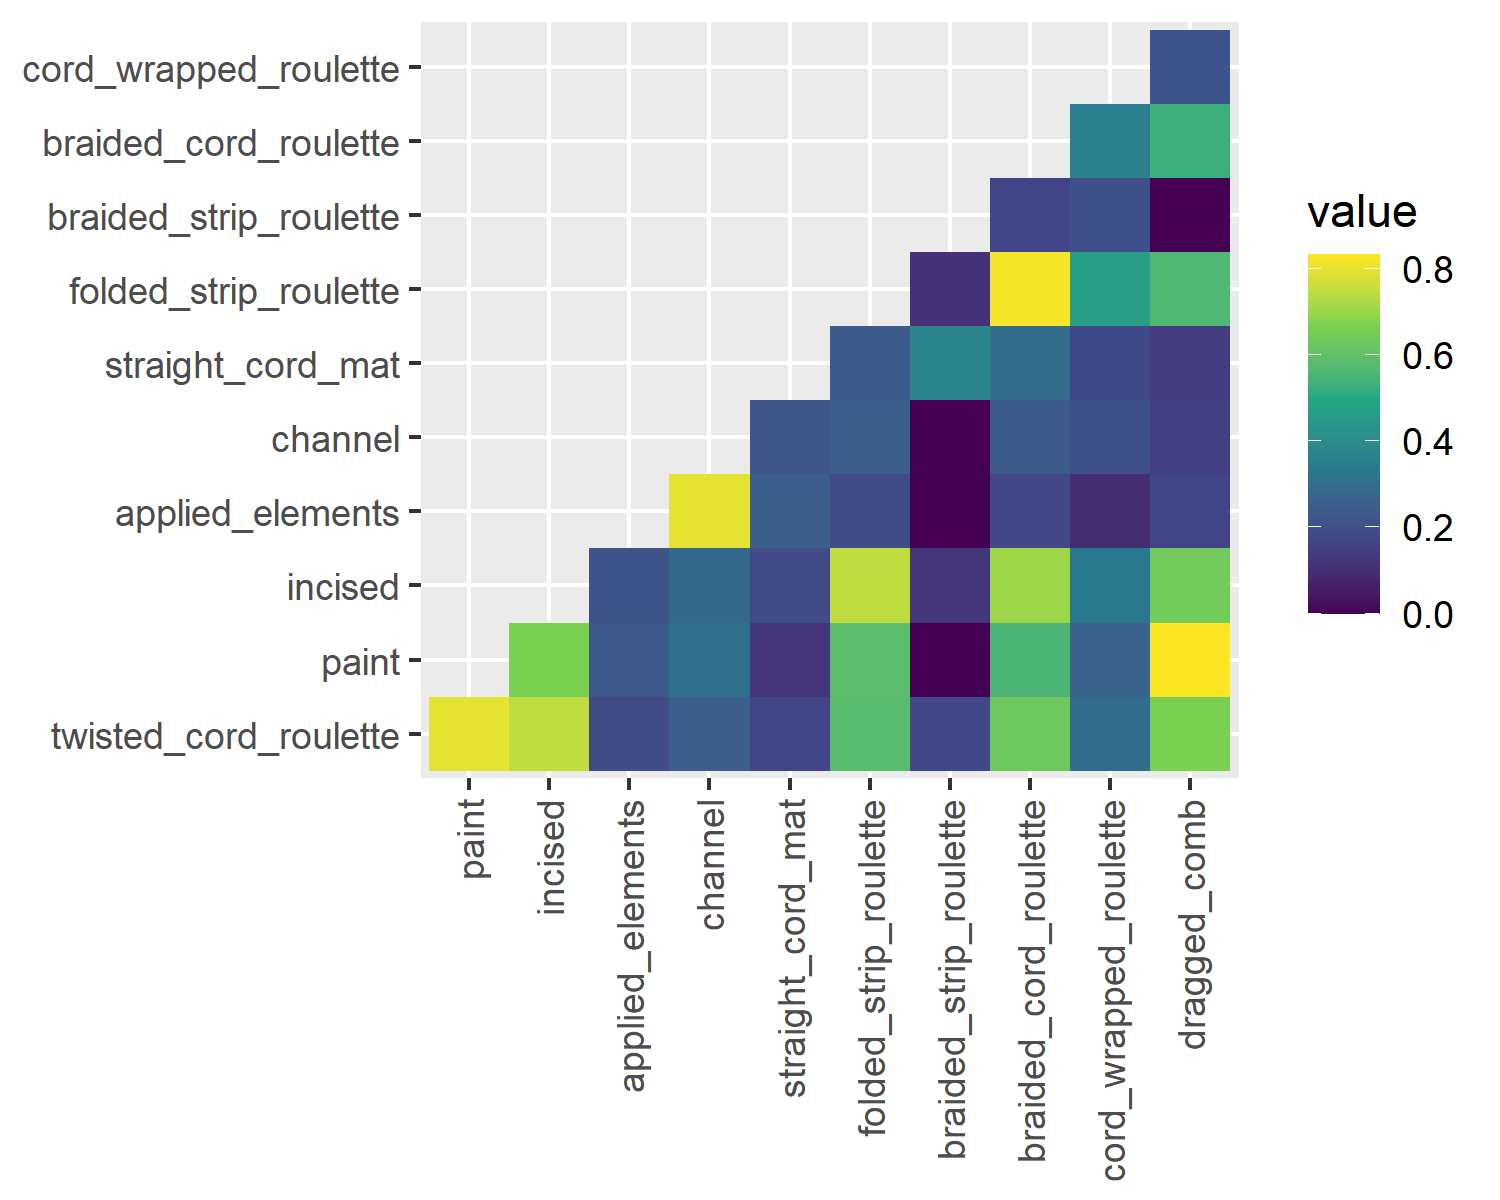 cord_wrapped_roulette
braided_cord_roulette
braided_strip_roulette
folded_strip_roulette
straight_cord_mat
channel
applied_elements
incised
paint
twisted_cord_roulette
paint
incised
applied_elements
channel
straight_cord_mat
folded_strip_roulette
braided_strip_roulette
braided_cord_roulette
cord_wrapped_roulette
dragged_comb
value
0.8
0.6
0.4
0.2
0.0